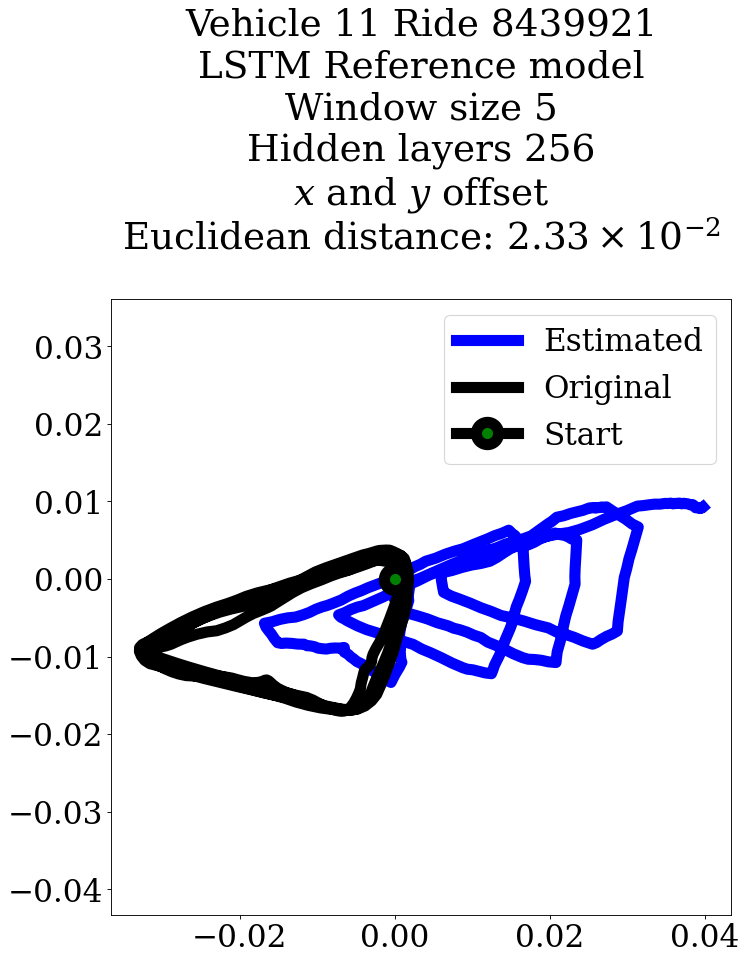 Vehicle 11 Ride 8439921
LSTM Reference model
Window size 5
Hidden layers 256
x and y offset
Euclidean distance: 2.33 × 10⁻²
Estimated
Original
Start
0.03
0.02
0.01
0.00
−0.01
−0.02
−0.03
−0.04
−0.02 0.00 0.02 0.04